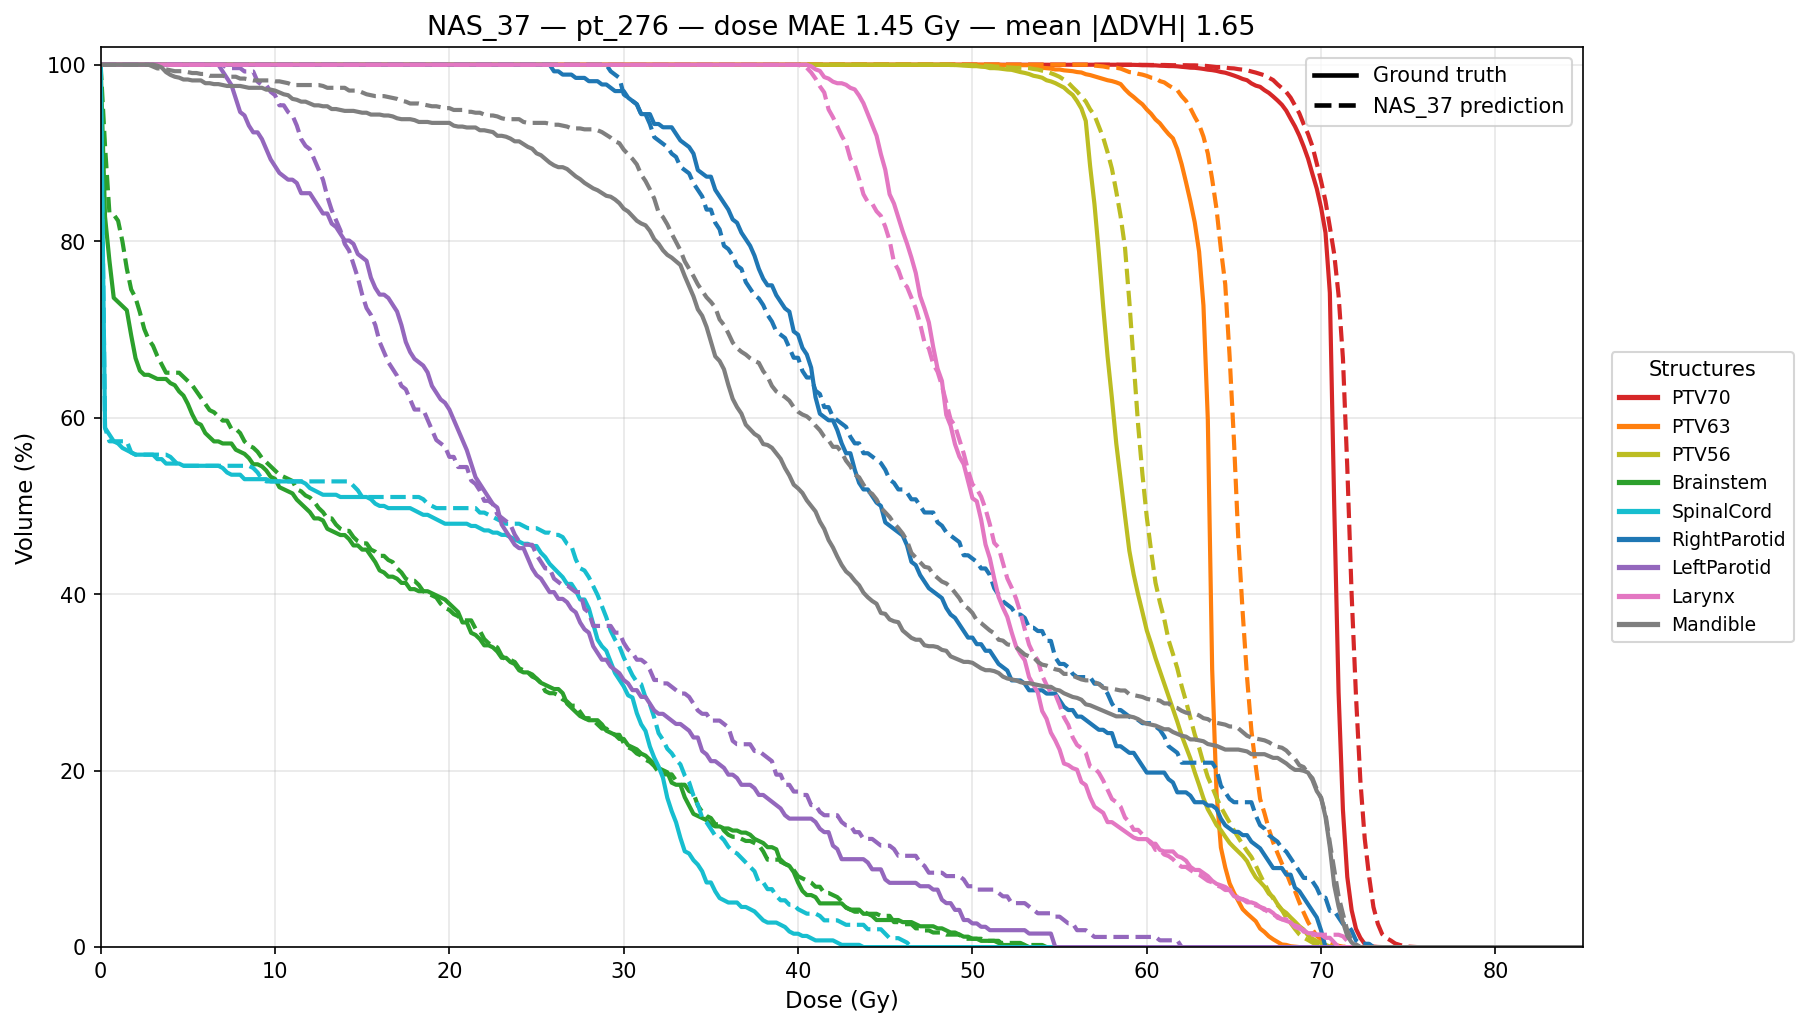 NAS_37 — pt_276 — dose MAE 1.45 Gy — mean |ΔDVH| 1.65
Ground truth
NAS_37 prediction
Volume (%)
100
80
60
40
20
0
0 10 20 30 40 50 60 70 80
Dose (Gy)
Structures
PTV70
PTV63
PTV56
Brainstem
SpinalCord
RightParotid
LeftParotid
Larynx
Mandible